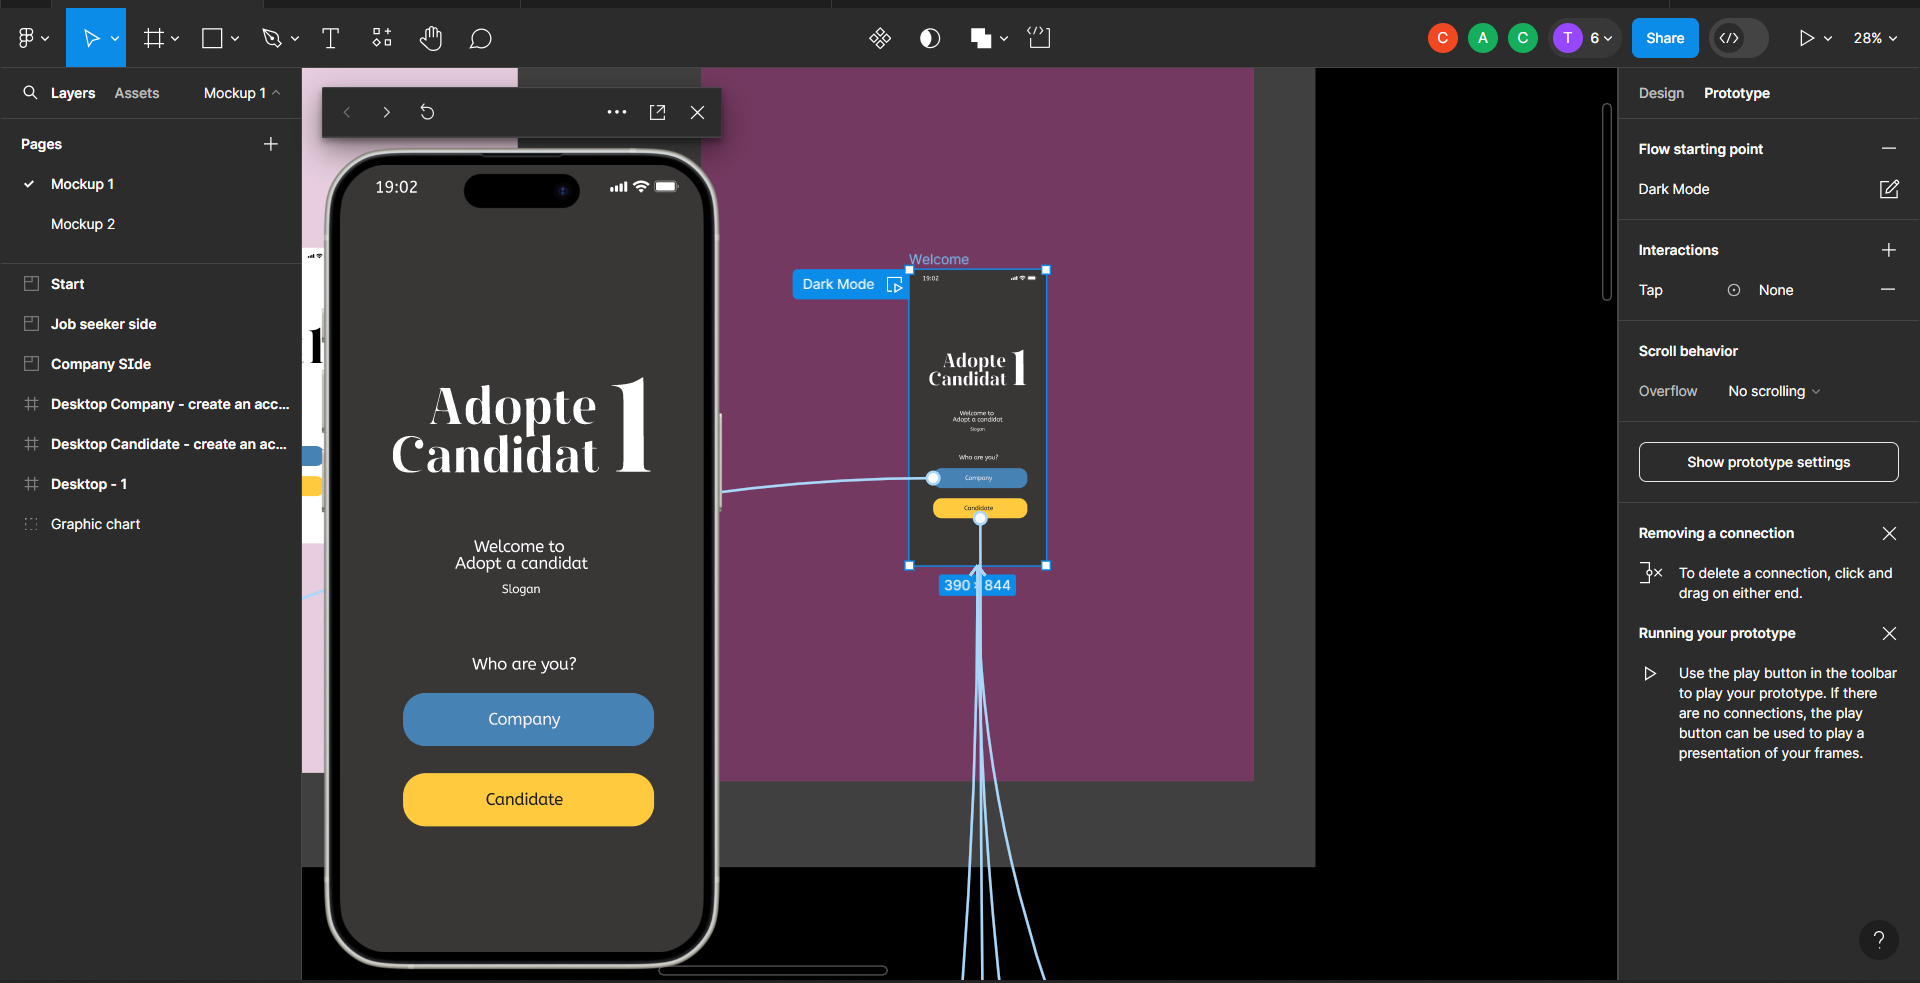 C
A
C
T
6
Share
28%
Layers
Assets
Mockup 1
Pages
Mockup 1
Mockup 2
Start
Job seeker side
Company SIde
Desktop Company - create an acc...
Desktop Candidate - create an ac...
Desktop - 1
Graphic chart
19:02
Adopte
Candidat 1
Welcome to
Adopt a candidat
Slogan
Who are you?
Company
Candidate
Welcome
Dark Mode
19:02
Adopte
Candidat 1
Welcome to
Adopt a candidat
Slogan
Who are you?
Company
Candidate
390 × 844
Design
Prototype
Flow starting point
Dark Mode
Interactions
Tap
None
Scroll behavior
Overflow
No scrolling
Show prototype settings
Removing a connection
To delete a connection, click and
drag on either end.
Running your prototype
Use the play button in the toolbar
to play your prototype. If there
are no connections, the play
button can be used to play a
presentation of your frames.
?